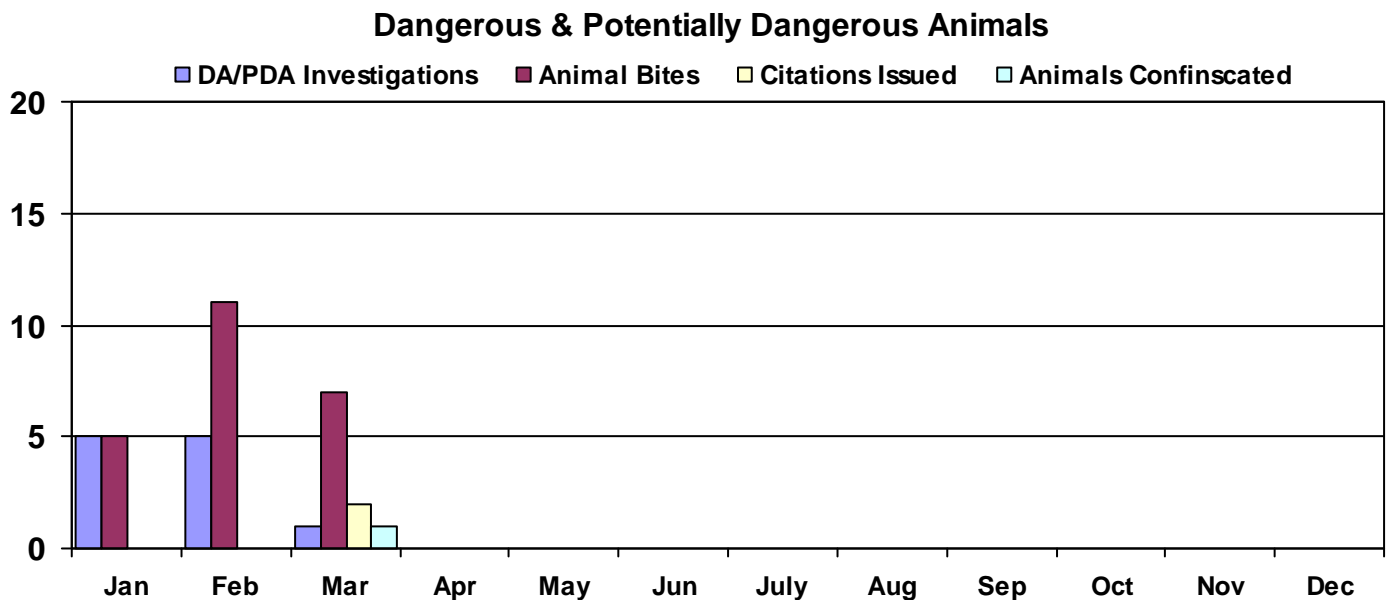 Dangerous & Potentially Dangerous Animals
DA/PDA Investigations Animal Bites Citations Issued Animals Confinscated
20
15
10
5
0
Jan Feb Mar Apr May Jun July Aug Sep Oct Nov Dec